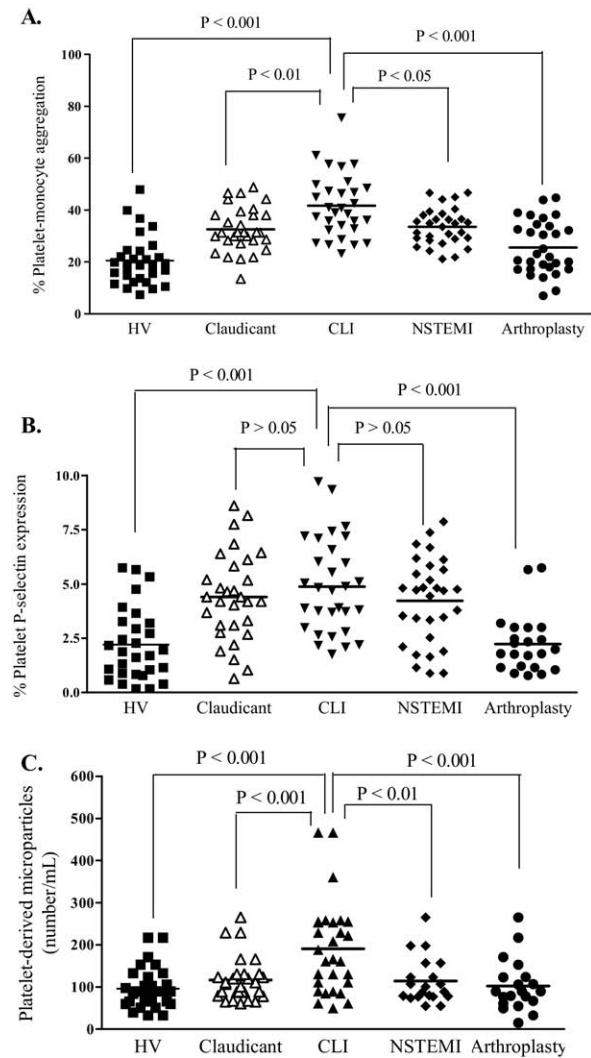 A.
P < 0.001
P < 0.001
P < 0.01
P < 0.05
% Platelet-monocyte aggregation
100
80
60
40
20
0
HV Claudicant CLI NSTEMI Arthroplasty
P < 0.001
P < 0.001
B.
P > 0.05
P > 0.05
% Platelet P-selectin expression
10.0
7.5
5.0
2.5
0.0
HV Claudicant CLI NSTEMI Arthroplasty
C.
P < 0.001
P < 0.001
P < 0.001
P < 0.01
Platelet-derived microparticles
(number/mL)
600
500
400
300
200
100
0
HV Claudicant CLI NSTEMI Arthroplasty